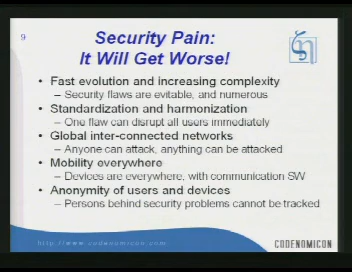 9
Security Pain:
It Will Get Worse!
• Fast evolution and increasing complexity
– Security flaws are evitable, and numerous
• Standardization and harmonization
– One flaw can disrupt all users immediately
• Global inter-connected networks
– Anyone can attack, anything can be attacked
• Mobility everywhere
– Devices are everywhere, with communication SW
• Anonymity of users and devices
– Persons behind security problems cannot be tracked
http://www.codenomicon.com
CODENOMICON